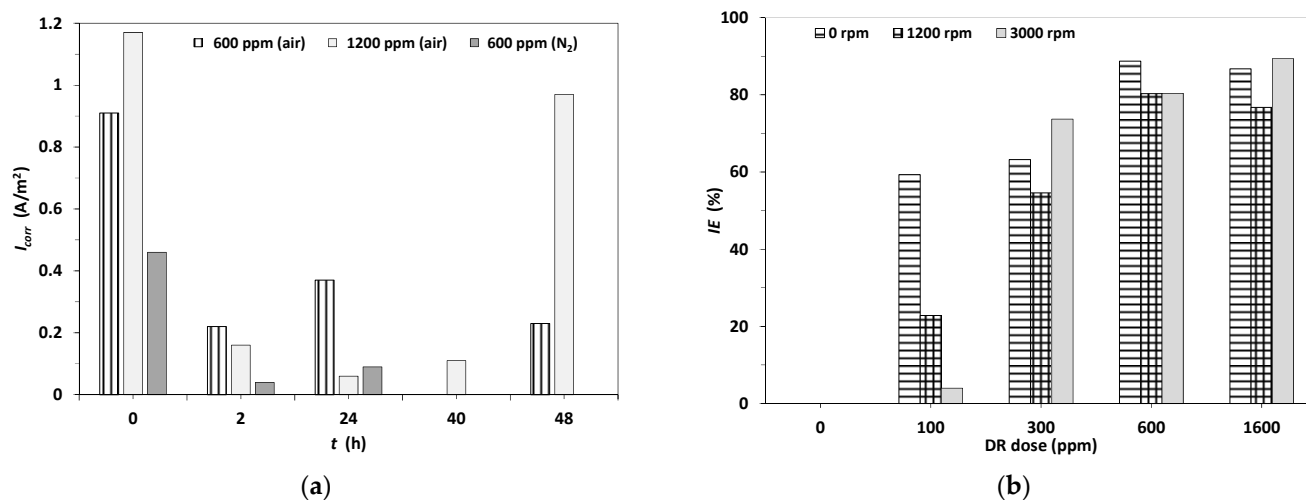 1.2
1
0.8
0.6
0.4
0.2
0
I_corr (A/m²)
600 ppm (air) 1200 ppm (air) 600 ppm (N₂)
0 2 24 40 48
t (h)
(a)
100
80
60
40
20
0
IE (%)
0 rpm 1200 rpm 3000 rpm
0 100 300 600 1600
DR dose (ppm)
(b)